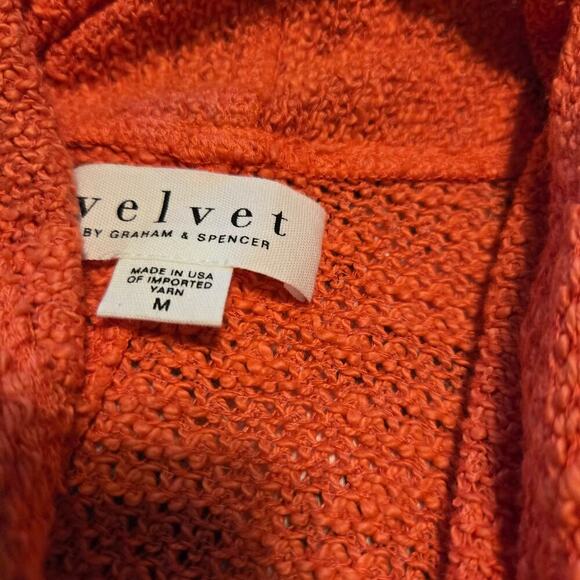 velvet
BY GRAHAM & SPENCER
MADE IN USA
OF IMPORTED
YARN
M